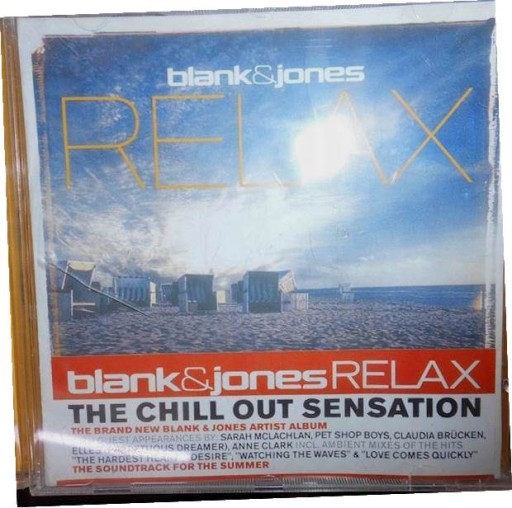 blank&jones
RELAX
blank&jones RELAX
THE CHILL OUT SENSATION
THE BRAND NEW BLANK & JONES ARTIST ALBUM
GUEST APPEARANCES BY: SARAH MCLACHLAN, PET SHOP BOYS, CLAUDIA BRÜCKEN,
DREAMER), ANNE CLARK INCL. AMBIENT MIXES OF THE HITS
"THE HARDEST DESIRE", "WATCHING THE WAVES" & "LOVE COMES QUICKLY"
THE SOUNDTRACK FOR THE SUMMER